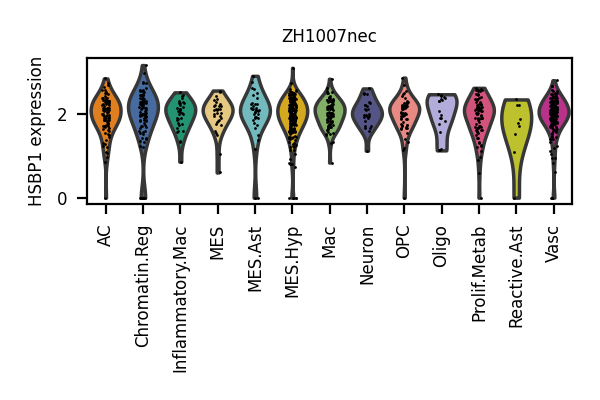 ZH1007nec
HSBP1 expression
2
0
AC
Chromatin.Reg
Inflammatory.Mac
MES
MES.Ast
MES.Hyp
Mac
Neuron
OPC
Oligo
Prolif.Metab
Reactive.Ast
Vasc